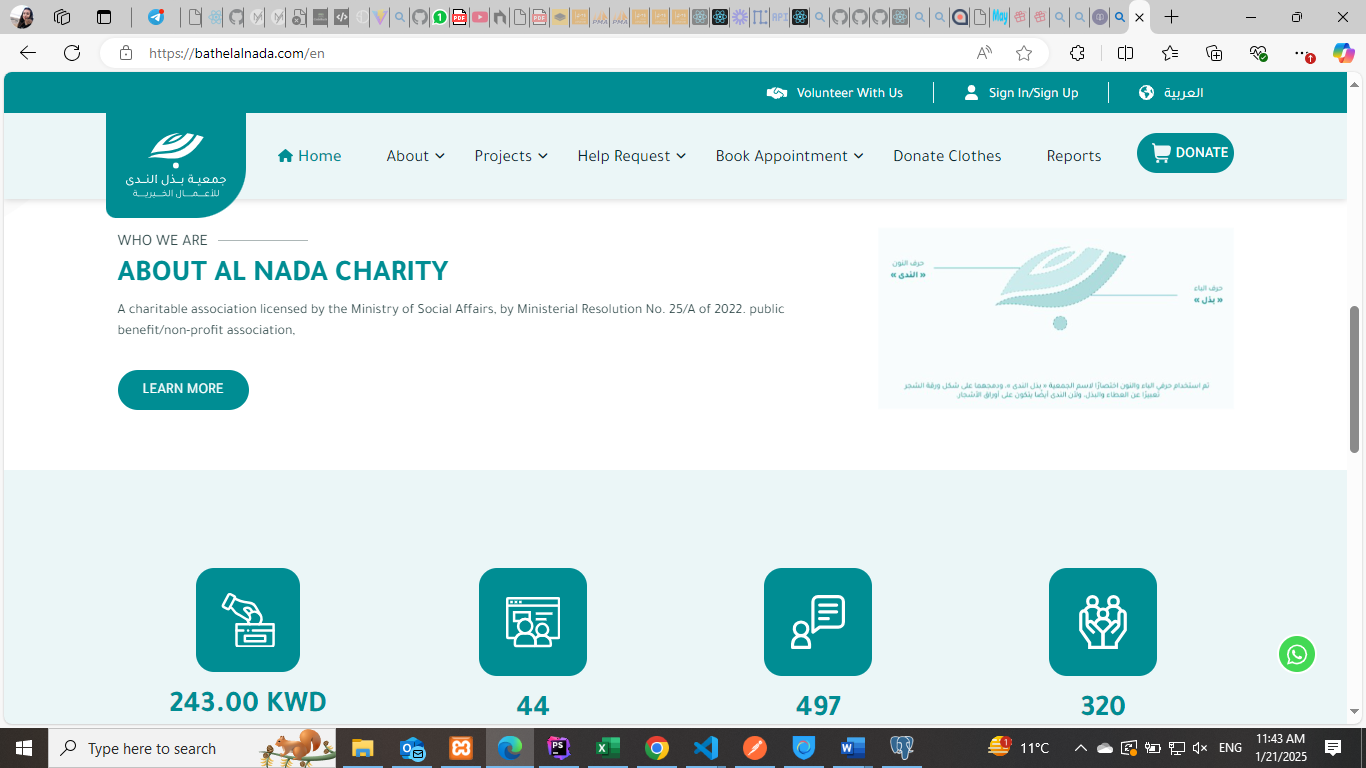 https://bathelalnada.com/en
Volunteer With Us
Sign In/Sign Up
العربية
جمعية بذل الندى
للأعمال الخيرية
Home
About
Projects
Help Request
Book Appointment
Donate Clothes
Reports
DONATE
WHO WE ARE
ABOUT AL NADA CHARITY
A charitable association licensed by the Ministry of Social Affairs, by Ministerial Resolution No. 25/A of 2022. public
benefit/non-profit association,
LEARN MORE
حرف النون
« الندى »
حرف الباء
« بذل »
تم استخدام حرفي الباء والنون اختصارًا لاسم الجمعية « بذل الندى »، ودمجهما على شكل ورقة الشجر
تعبيرًا عن العطاء والبذل، ولأن الندى أيضًا يتكون على أوراق الأشجار.
243.00 KWD
44
497
320
Type here to search
11°C
ENG
11:43 AM
1/21/2025